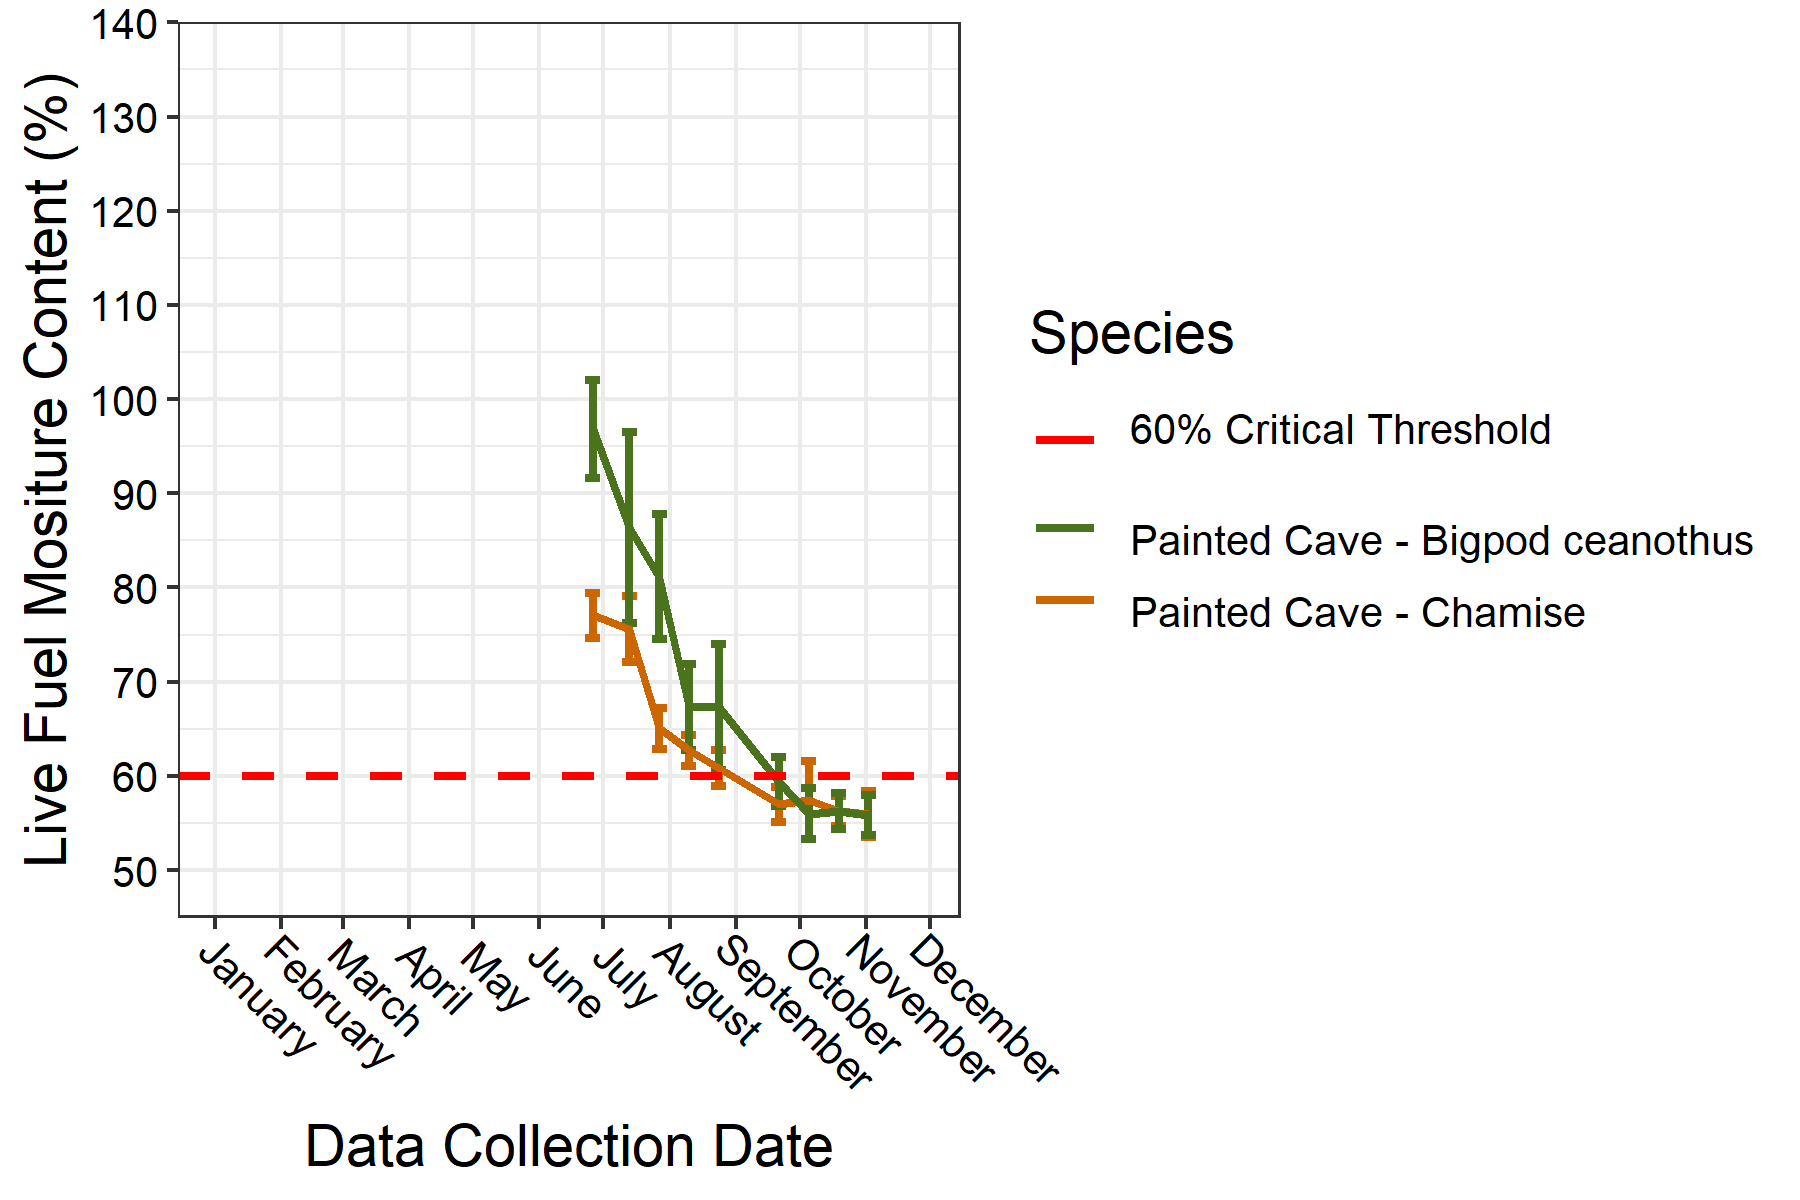 Live Fuel Mositure Content (%)
140
130
120
110
100
90
80
70
60
50
January
February
March
April
May
June
July
August
September
October
November
December
Data Collection Date
Species
60% Critical Threshold
Painted Cave - Bigpod ceanothus
Painted Cave - Chamise